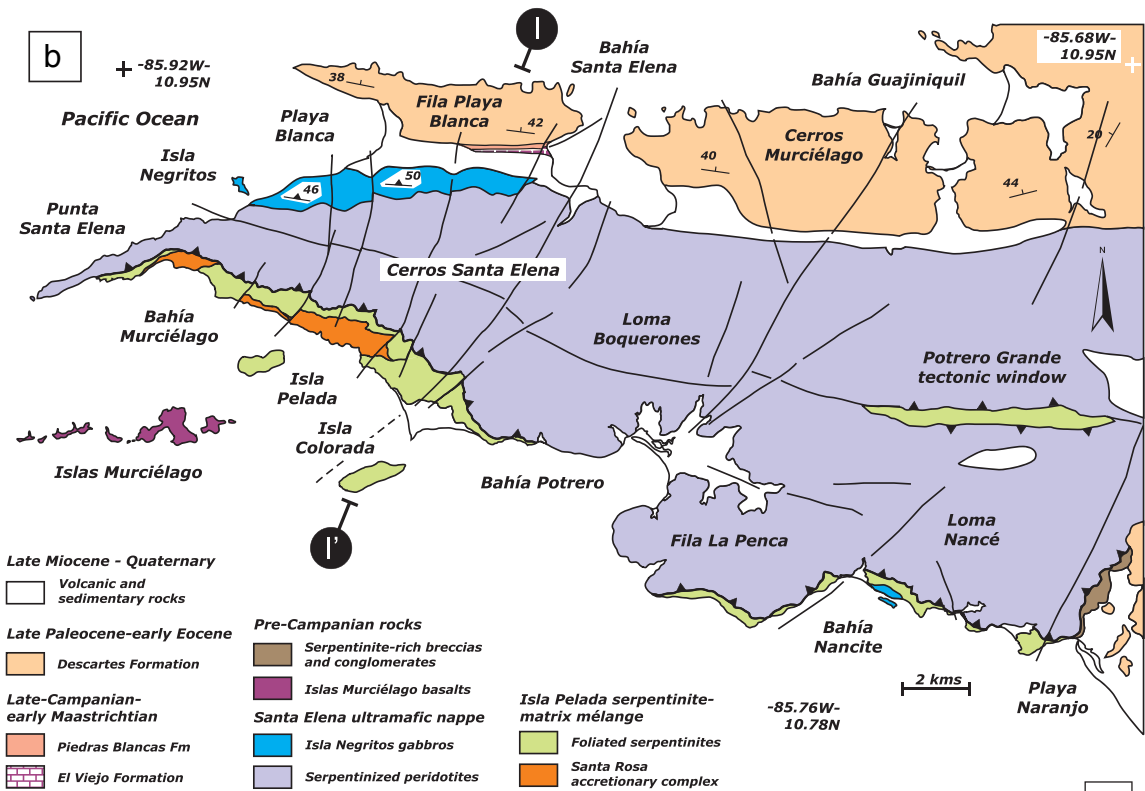 b
-85.92W-
10.95N
I
Bahía
Santa Elena
-85.68W-
10.95N
Bahía Guajiniquil
Pacific Ocean
38
Fila Playa
Blanca
42
Playa
Blanca
Cerros
Murciélago
20
Isla
Negritos
40
44
46
50
Punta
Santa Elena
N
Cerros Santa Elena
Bahía
Murciélago
Loma
Boquerones
Potrero Grande
tectonic window
Isla
Pelada
Isla
Colorada
Islas Murciélago
Bahía Potrero
I'
Fila La Penca
Loma
Nancé
Bahía
Nancite
2 kms
Playa
Naranjo
-85.76W-
10.78N
Late Miocene - Quaternary
Volcanic and
sedimentary rocks
Late Paleocene-early Eocene
Descartes Formation
Late-Campanian-
early Maastrichtian
Piedras Blancas Fm
El Viejo Formation
Pre-Campanian rocks
Serpentinite-rich breccias
and conglomerates
Islas Murciélago basalts
Santa Elena ultramafic nappe
Isla Negritos gabbros
Serpentinized peridotites
Isla Pelada serpentinite-
matrix mélange
Foliated serpentinites
Santa Rosa
accretionary complex